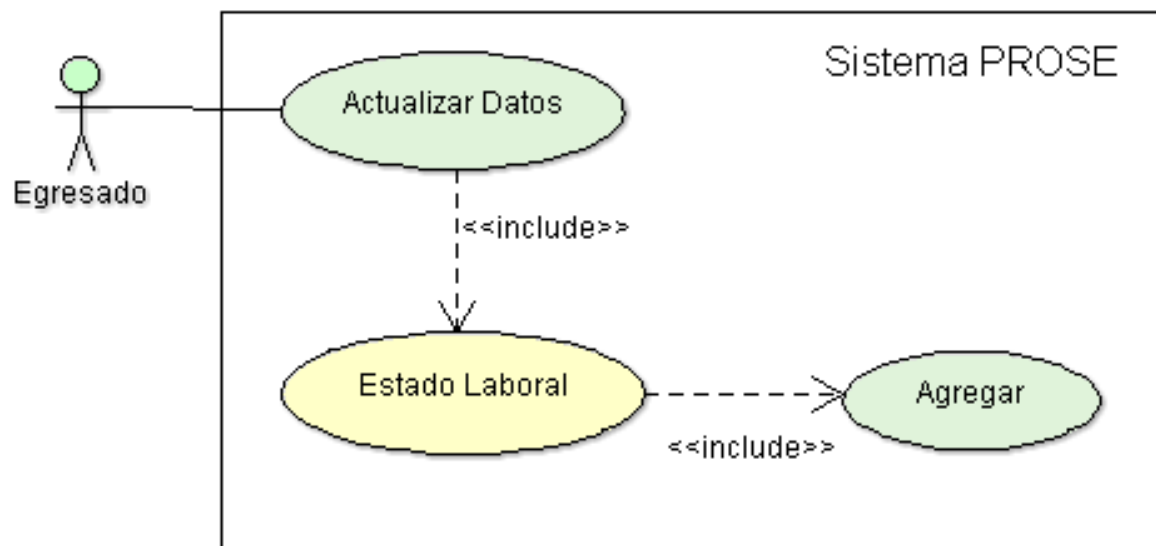 Sistema PROSE
Actualizar Datos
Egresado
<<include>>
Estado Laboral
Agregar
<<include>>